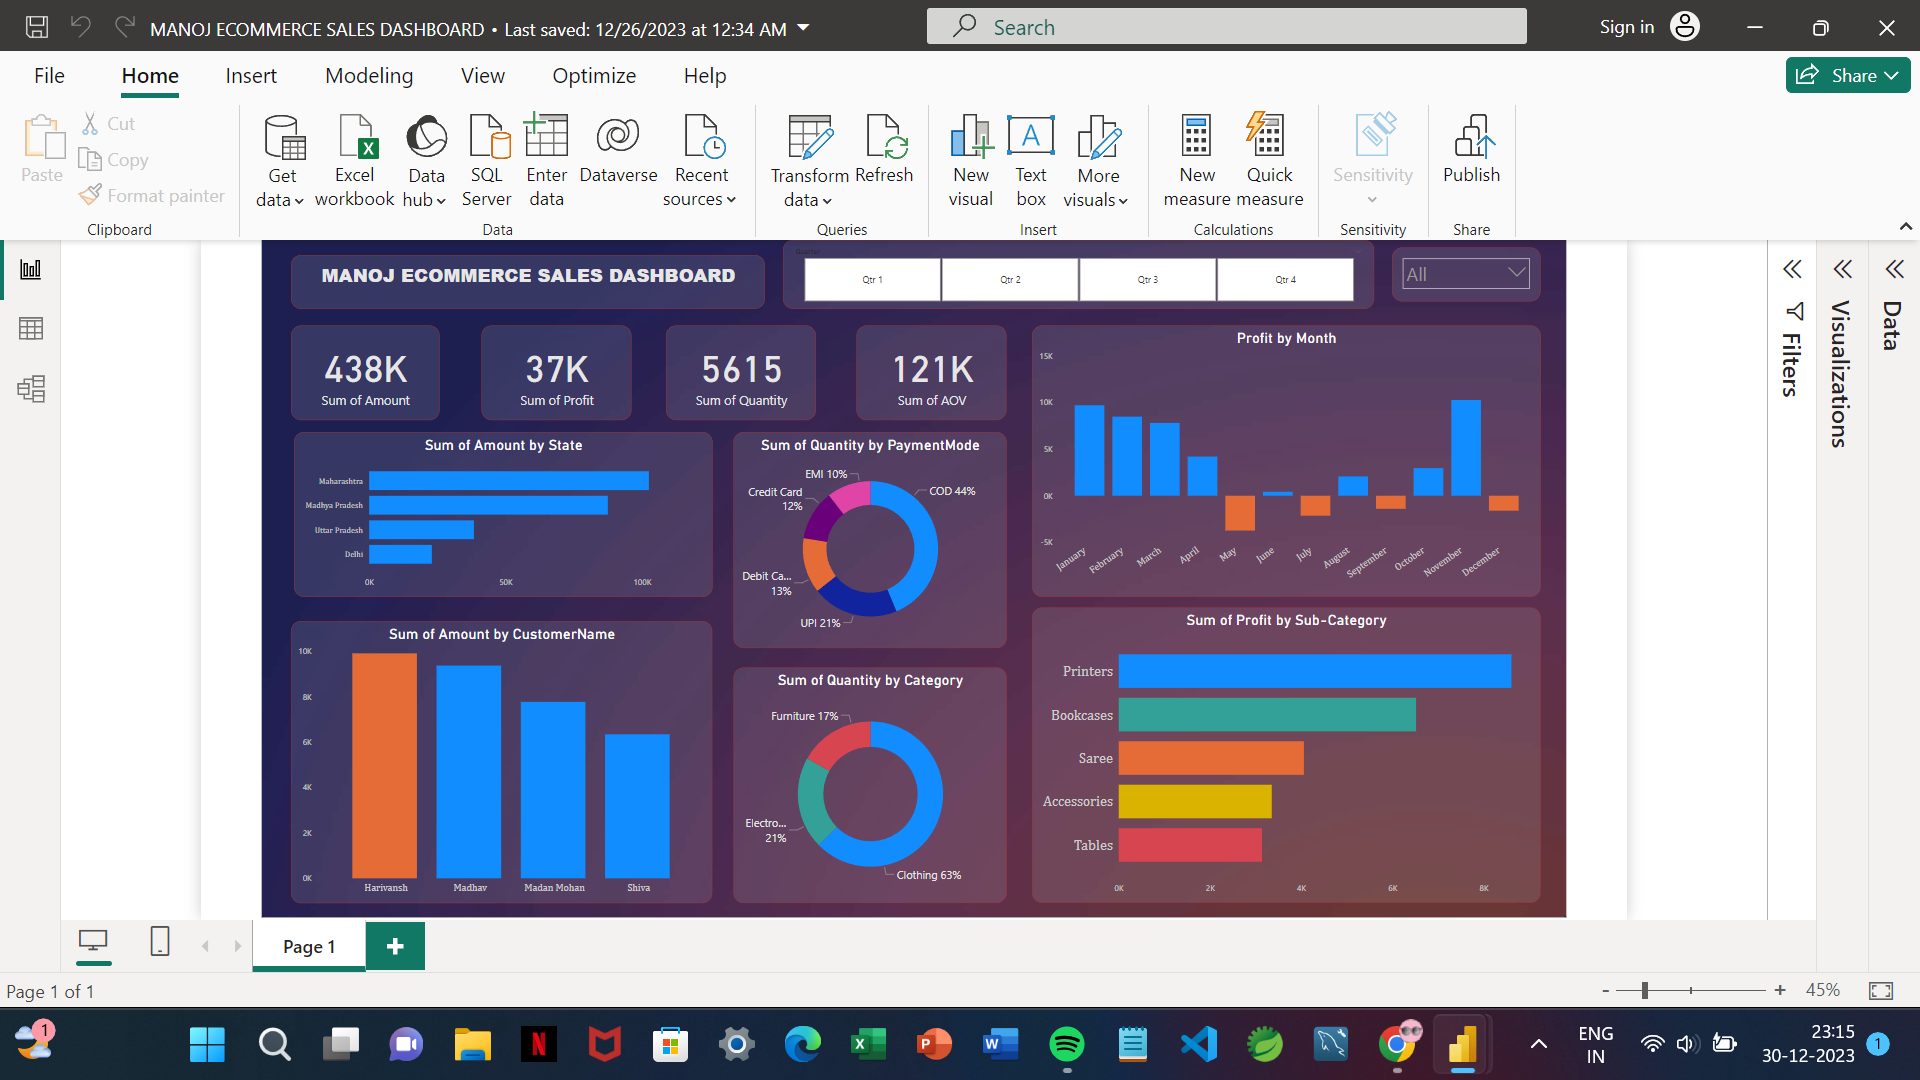 MANOJ ECOMMERCE SALES DASHBOARD • Last saved: 12/26/2023 at 12:34 AM
Search
Sign in
File
Home
Insert
Modeling
View
Optimize
Help
Share
Paste
Cut
Copy
Format painter
Clipboard
Get data
Excel workbook
Data hub
SQL Server
Enter data
Dataverse
Recent sources
Data
Transform data
Refresh
Queries
New visual
Text box
More visuals
Insert
New measure
Quick measure
Calculations
Sensitivity
Sensitivity
Publish
Share
MANOJ ECOMMERCE SALES DASHBOARD
Qtr 1
Qtr 2
Qtr 3
Qtr 4
All
438K
Sum of Amount
37K
Sum of Profit
5615
Sum of Quantity
121K
Sum of AOV
Profit by Month
15K
10K
5K
0K
-5K
January
February
March
April
May
June
July
August
September
October
November
December
Sum of Amount by State
Maharashtra
Madhya Pradesh
Uttar Pradesh
Delhi
0K
50K
100K
Sum of Quantity by PaymentMode
EMI 10%
Credit Card
12%
COD 44%
Debit Ca...
13%
UPI 21%
Sum of Amount by CustomerName
10K
8K
6K
4K
2K
0K
Harivansh
Madhav
Madan Mohan
Shiva
Sum of Quantity by Category
Furniture 17%
Electro...
21%
Clothing 63%
Sum of Profit by Sub-Category
Printers
Bookcases
Saree
Accessories
Tables
0K
2K
4K
6K
8K
Filters
Visualizations
Data
Page 1
Page 1 of 1
45%
1
ENG
IN
23:15
30-12-2023
1